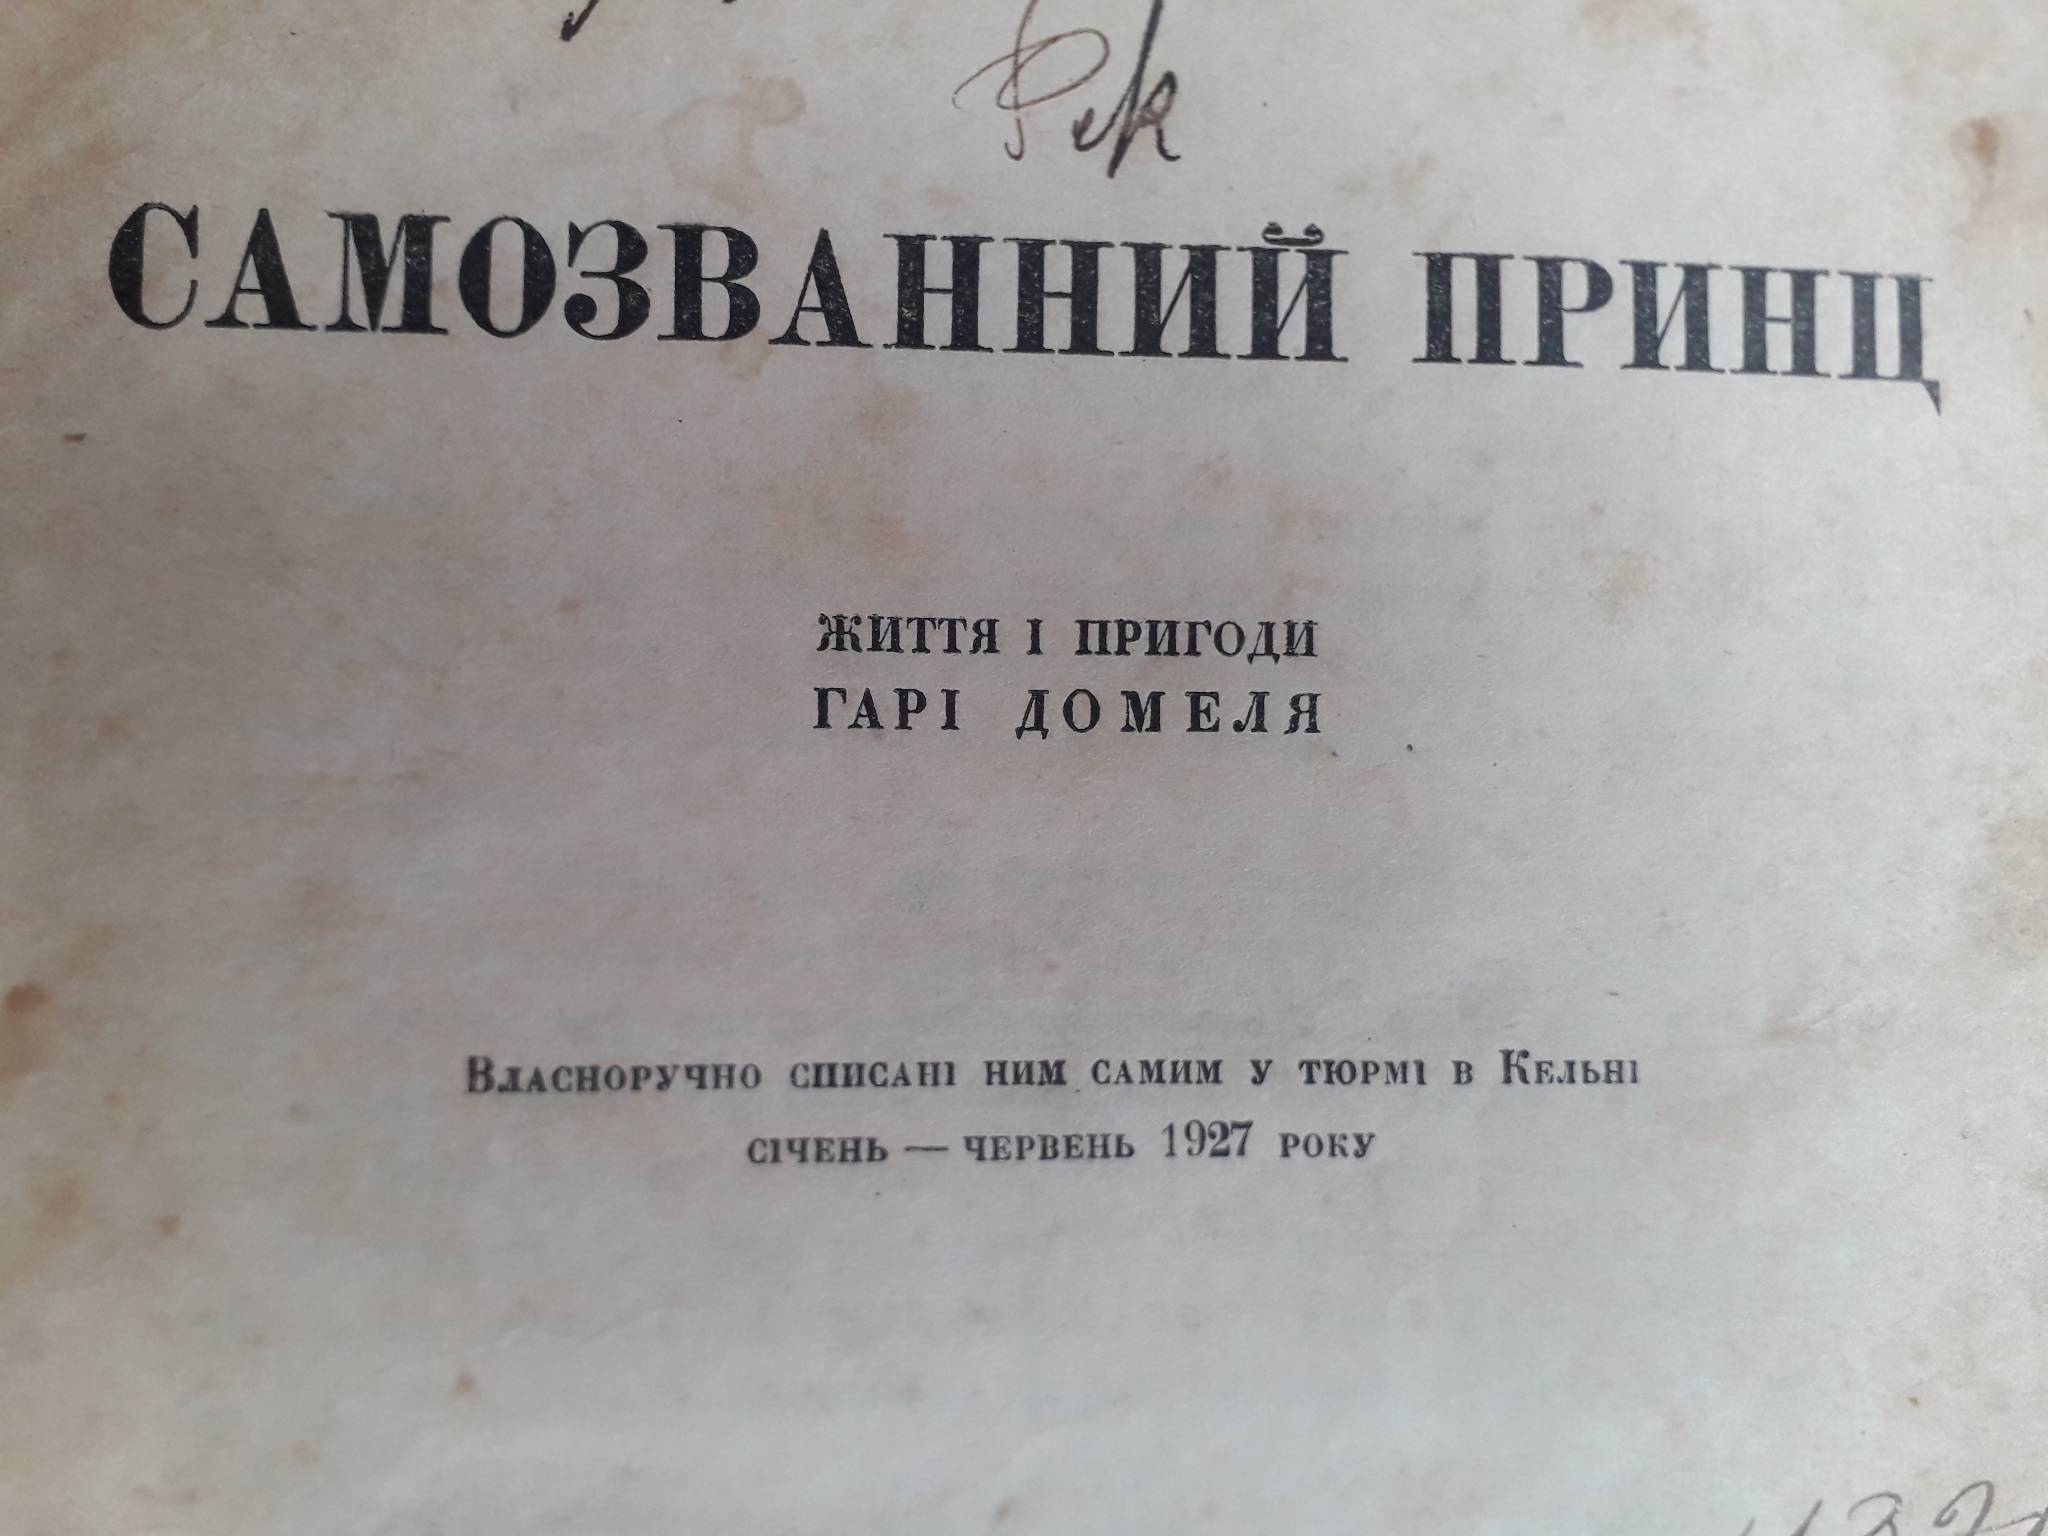 САМОЗВАННИЙ ПРИНЦ
ЖИТТЯ І ПРИГОДИ
ГАРІ ДОМЕЛЯ
Власноручно списані ним самим у тюрмі в Кельні
січень — червень 1927 року